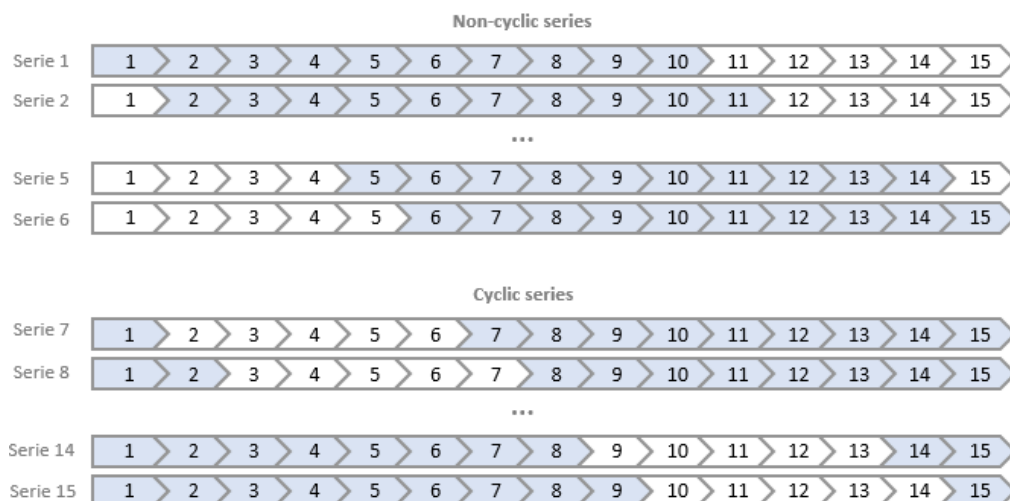 Non-cyclic series
Serie 1 1 2 3 4 5 6 7 8 9 10 11 12 13 14 15
Serie 2 1 2 3 4 5 6 7 8 9 10 11 12 13 14 15
...
Serie 5 1 2 3 4 5 6 7 8 9 10 11 12 13 14 15
Serie 6 1 2 3 4 5 6 7 8 9 10 11 12 13 14 15
Cyclic series
Serie 7 1 2 3 4 5 6 7 8 9 10 11 12 13 14 15
Serie 8 1 2 3 4 5 6 7 8 9 10 11 12 13 14 15
...
Serie 14 1 2 3 4 5 6 7 8 9 10 11 12 13 14 15
Serie 15 1 2 3 4 5 6 7 8 9 10 11 12 13 14 15